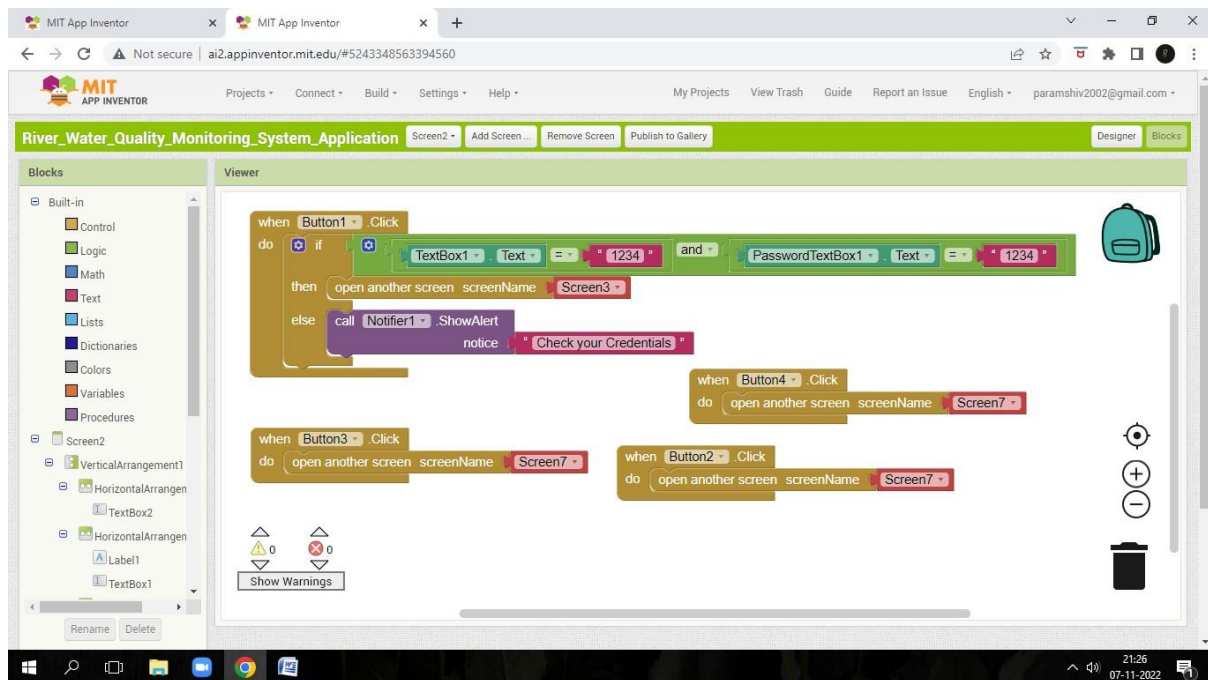 MIT App Inventor
MIT App Inventor
Not secure | ai2.appinventor.mit.edu/#5243348563394560
MIT
APP INVENTOR
Projects Connect Build Settings Help My Projects View Trash Guide Report an Issue English paramshiv2002@gmail.com
River_Water_Quality_Monitoring_System_Application Screen2 Add Screen ... Remove Screen Publish to Gallery Designer Blocks
Blocks
Viewer
Built-in
Control
Logic
Math
Text
Lists
Dictionaries
Colors
Variables
Procedures
Screen2
VerticalArrangement1
HorizontalArrangen
TextBox2
HorizontalArrangen
Label1
TextBox1
Rename Delete
when Button1 .Click
do if TextBox1 . Text = " 1234 " and PasswordTextBox1 . Text = " 1234 "
then open another screen screenName Screen3
else call Notifier1 .ShowAlert
notice " Check your Credentials "
when Button4 .Click
do open another screen screenName Screen7
when Button3 .Click
do open another screen screenName Screen7
when Button2 .Click
do open another screen screenName Screen7
0 0
Show Warnings
21:26
07-11-2022